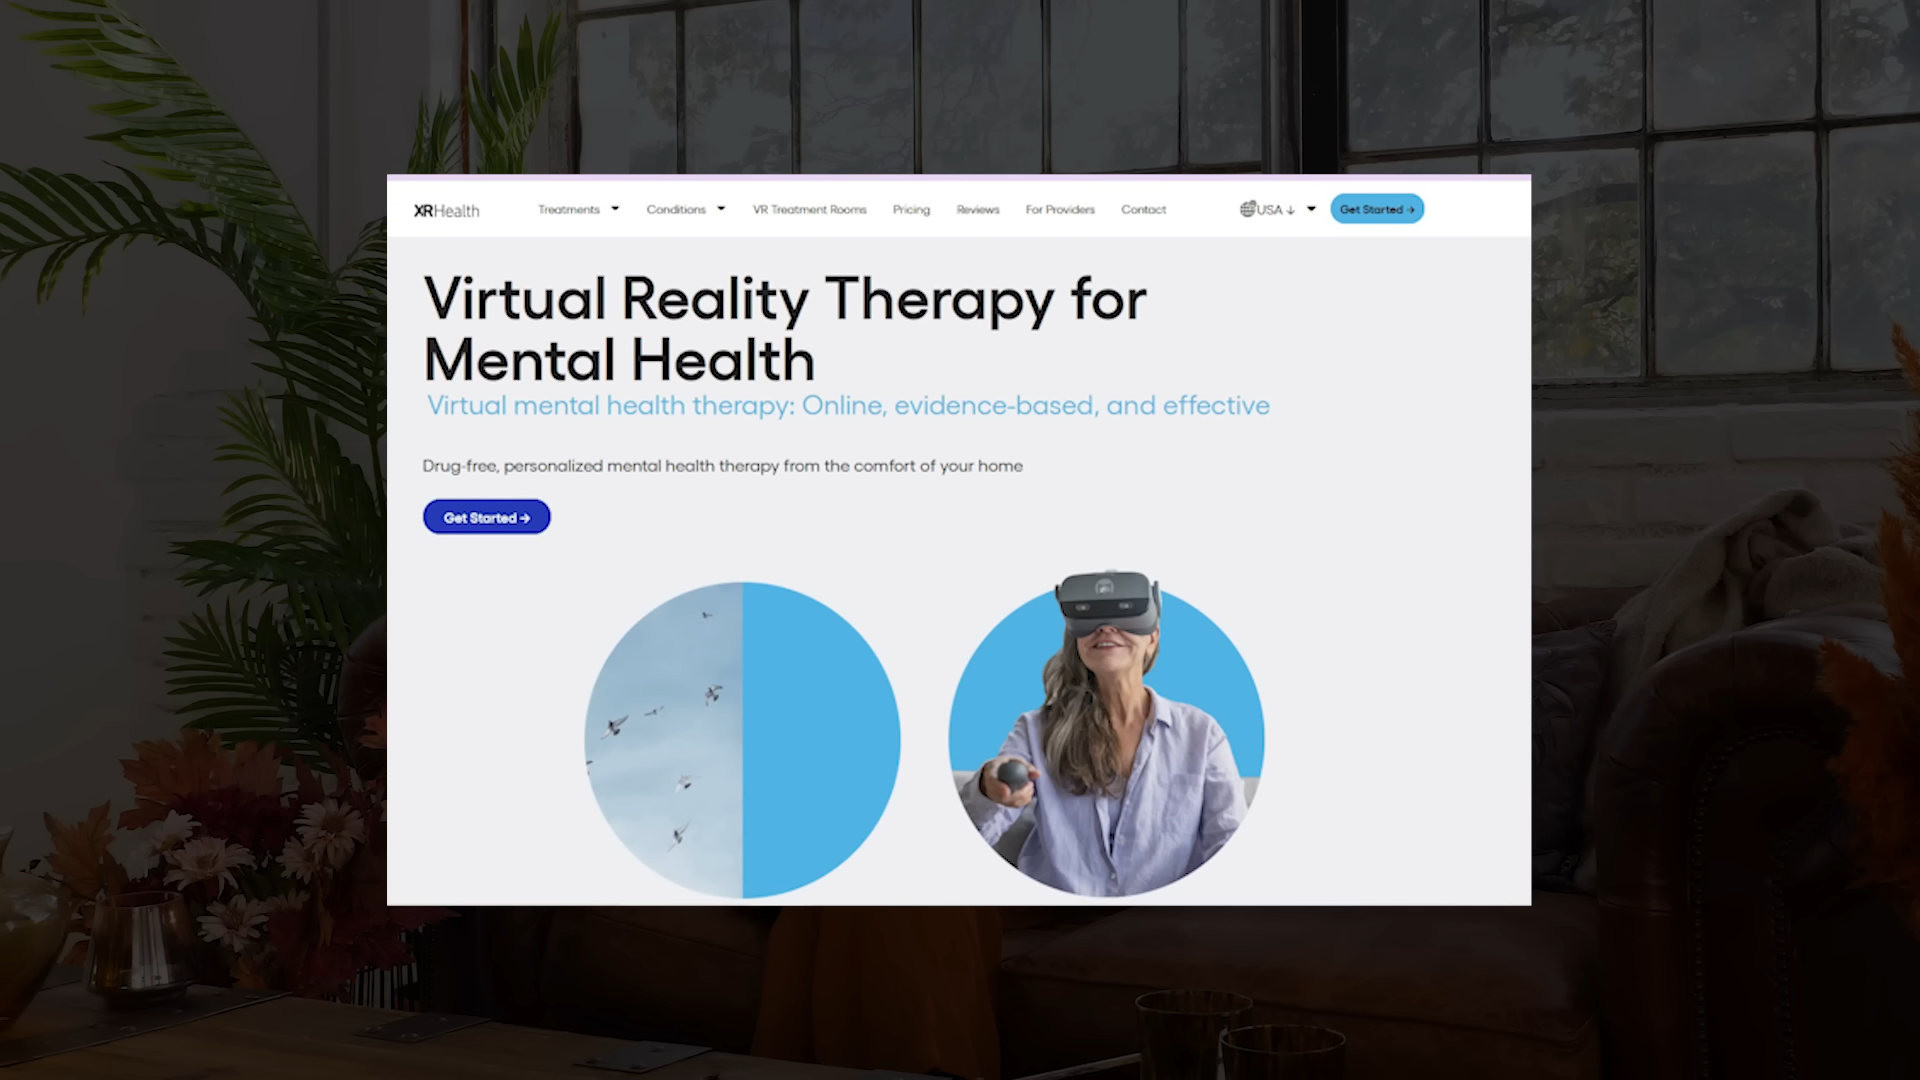 XRHealth
Treatments Conditions VR Treatment Rooms Pricing Reviews For Providers Contact USA ↓ Get Started →
Virtual Reality Therapy for
Mental Health
Virtual mental health therapy: Online, evidence-based, and effective
Drug-free, personalized mental health therapy from the comfort of your home
Get Started →